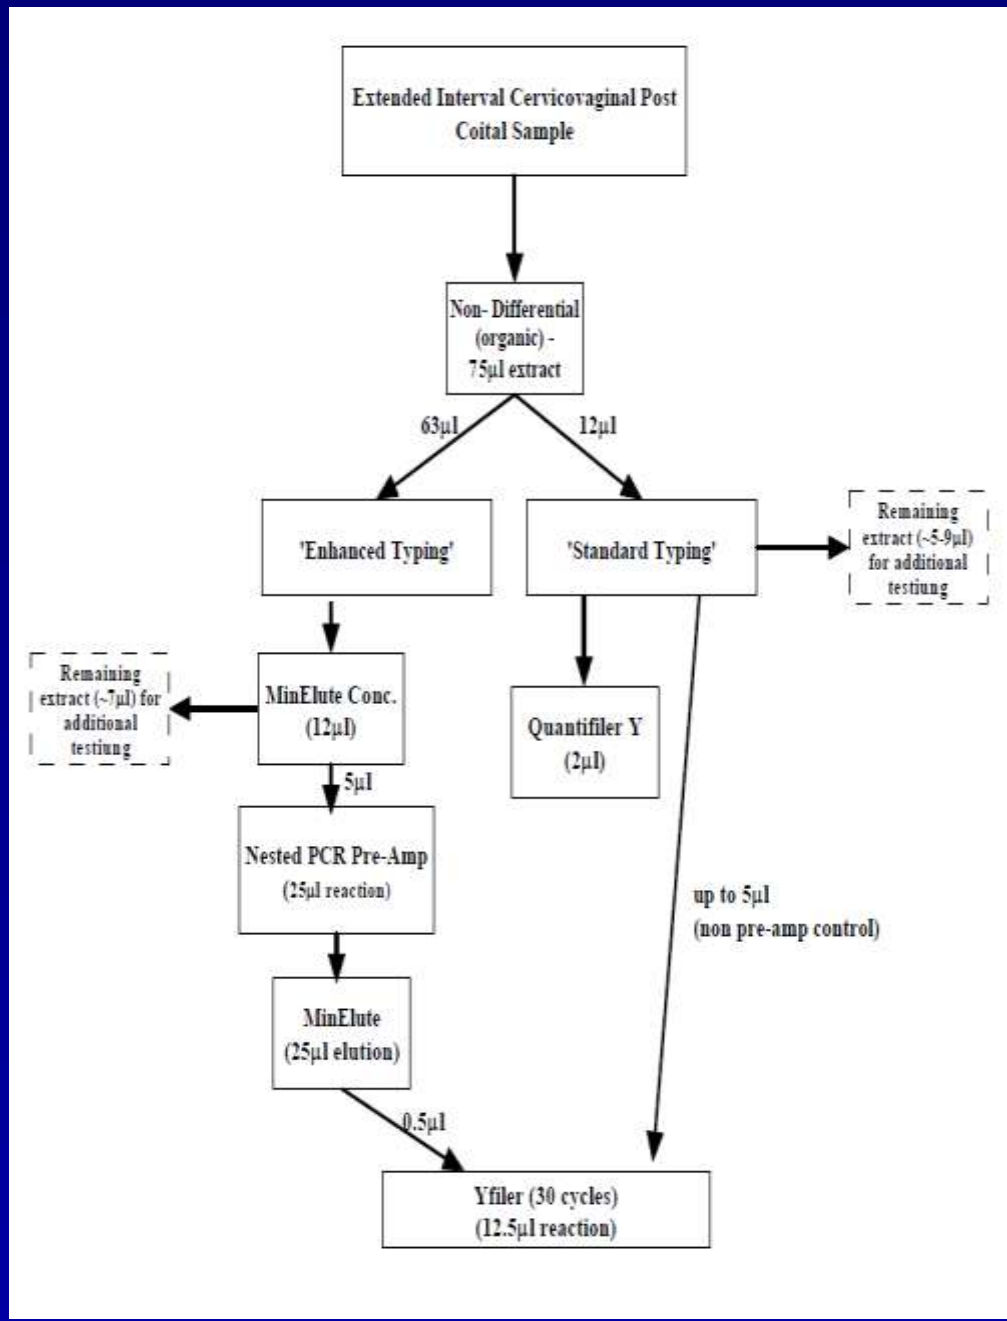 Extended Interval Cervicovaginal Post
Coital Sample
Non- Differential
(organic) -
75µl extract
63µl
12µl
'Enhanced Typing'
'Standard Typing'
Remaining
extract (~5-9µl)
for additional
testiung
Remaining
extract (~7µl) for
additional
testiung
MinElute Conc.
(12µl)
Quantifiler Y
(2µl)
5µl
Nested PCR Pre-Amp
(25µl reaction)
up to 5µl
(non pre-amp control)
MinElute
(25µl elution)
0.5µl
Yfiler (30 cycles)
(12.5µl reaction)